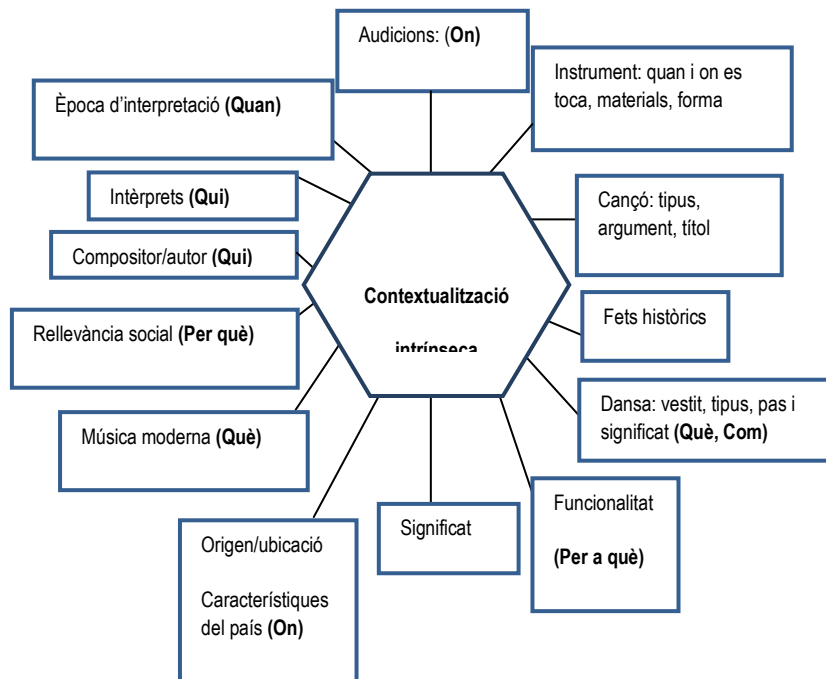 Audicions: (On)
Instrument: quan i on es
toca, materials, forma
Època d'interpretació (Quan)
Intèrprets (Qui)
Cançó: tipus,
argument, títol
Compositor/autor (Qui)
Contextualització
intrínseca
Rellevància social (Per què)
Fets històrics
Música moderna (Què)
Dansa: vestit, tipus, pas i
significat (Què, Com)
Origen/ubicació
Característiques
del país (On)
Significat
Funcionalitat
(Per a què)